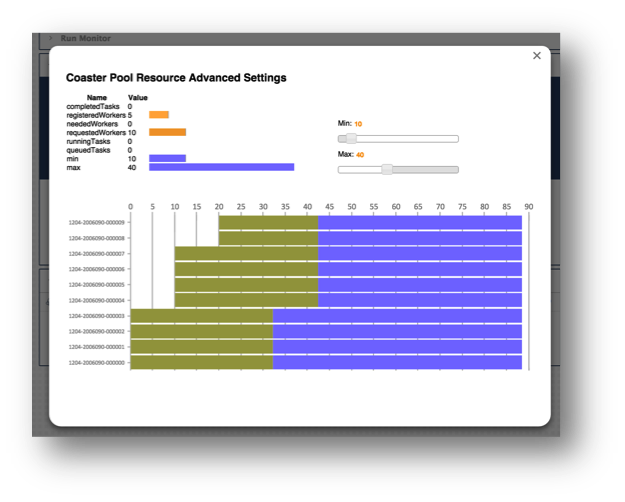 Run Monitor
×
Coaster Pool Resource Advanced Settings
Name Value
completedTasks 0
registeredWorkers 5
neededWorkers 0
requestedWorkers 10
runningTasks 0
queuedTasks 0
min 10
max 40
Min: 10
Max: 40
0 5 10 15 20 25 30 35 40 45 50 55 60 65 70 75 80 85 90
1204-2006090-000009
1204-2006090-000008
1204-2006090-000007
1204-2006090-000006
1204-2006090-000005
1204-2006090-000004
1204-2006090-000003
1204-2006090-000002
1204-2006090-000001
1204-2006090-000000